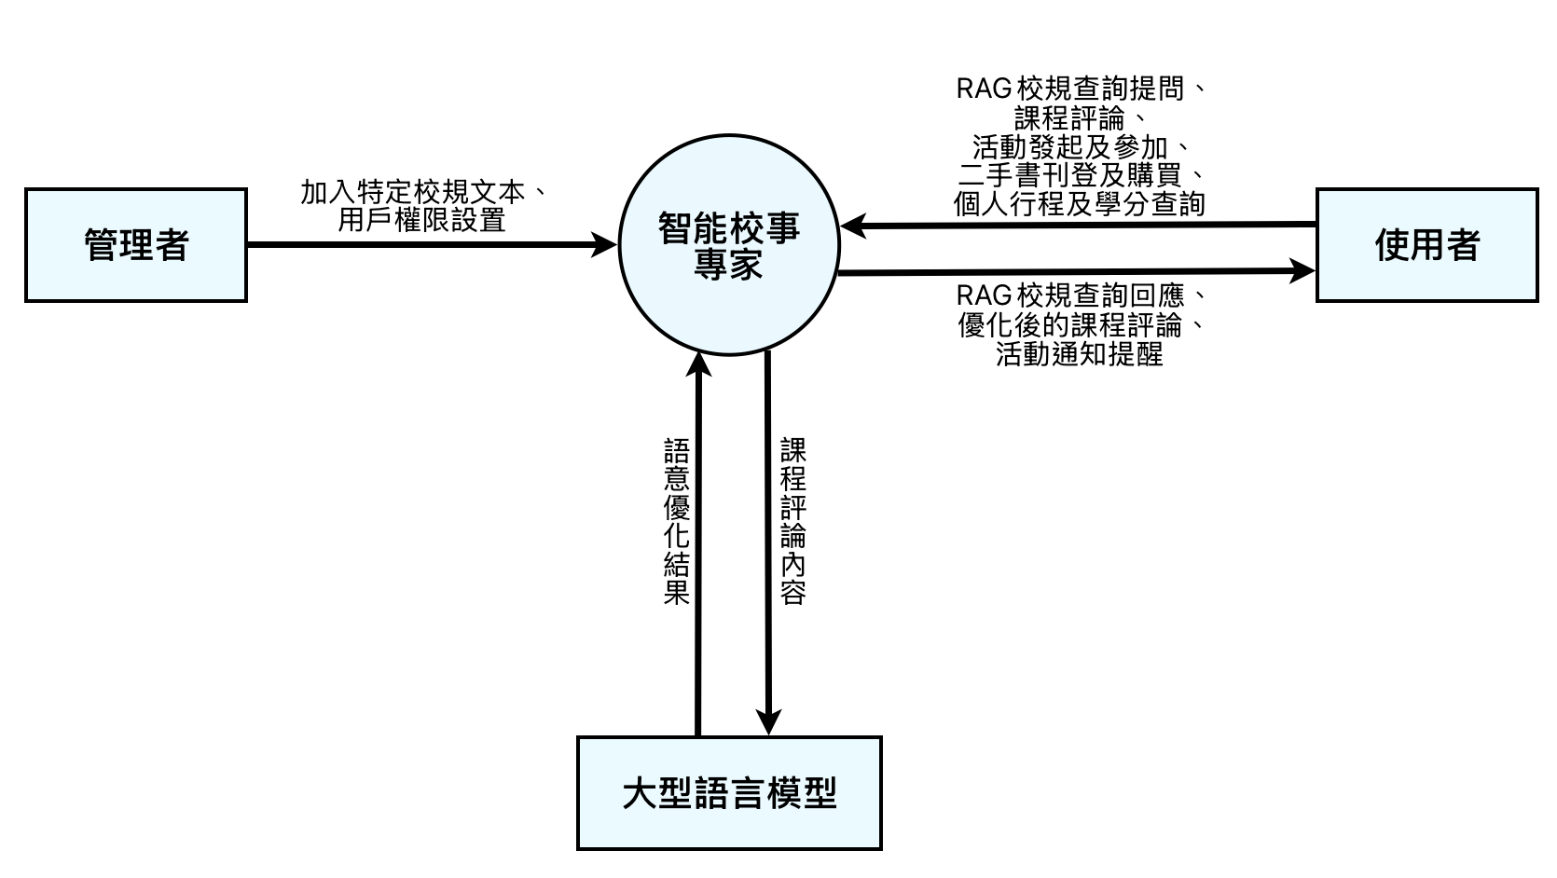 RAG 校規查詢提問、
課程評論、
活動發起及參加、
二手書刊登及購買、
個人行程及學分查詢
加入特定校規文本、
用戶權限設置
管理者
智能校事
專家
使用者
RAG 校規查詢回應、
優化後的課程評論、
活動通知提醒
語意優化結果
課程評論內容
大型語言模型